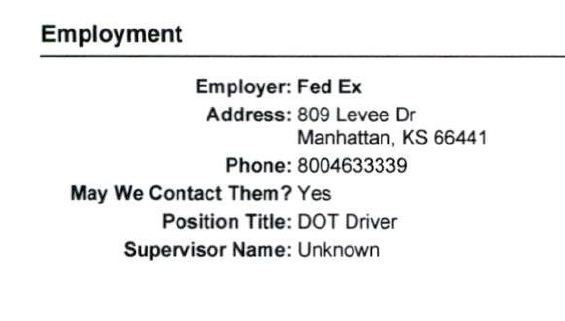 Employment
Employer: Fed Ex
Address: 809 Levee Dr
Manhattan, KS 66441
Phone: 8004633339
May We Contact Them? Yes
Position Title: DOT Driver
Supervisor Name: Unknown